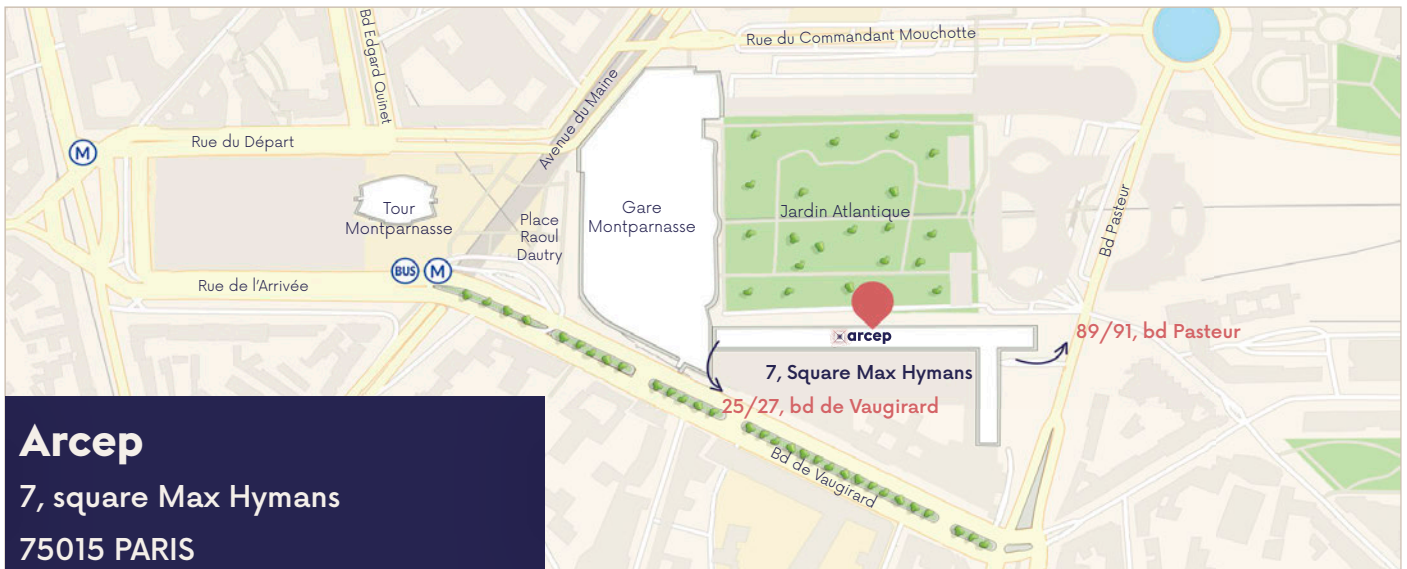 Rue du Commandant Mouchotte
Bd Edgard Quinet
Avenue du Maine
Rue du Départ
M
Bd Pasteur
Tour
Montparnasse
Gare
Montparnasse
Jardin Atlantique
Place
Raoul
Dautry
BUS M
Rue de l'Arrivée
arcep
89/91, bd Pasteur
7, Square Max Hymans
25/27, bd de Vaugirard
Bd de Vaugirard
Arcep
7, square Max Hymans
75015 PARIS